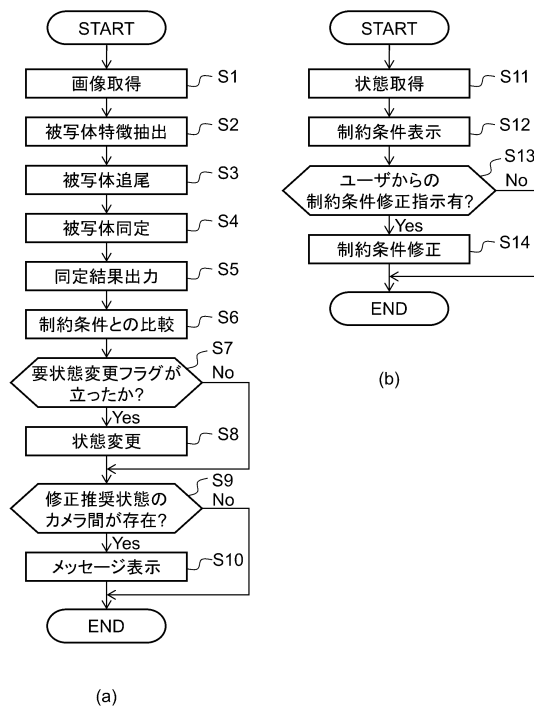 START
画像取得
S1
被写体特徴抽出
S2
被写体追尾
S3
被写体同定
S4
同定結果出力
S5
制約条件との比較
S6
要状態変更フラグが
立ったか?
S7
No
Yes
状態変更
S8
修正推奨状態の
カメラ間が存在?
S9
No
Yes
メッセージ表示
S10
END
(a)
START
状態取得
S11
制約条件表示
S12
ユーザからの
制約条件修正指示有?
S13
No
Yes
制約条件修正
S14
END
(b)